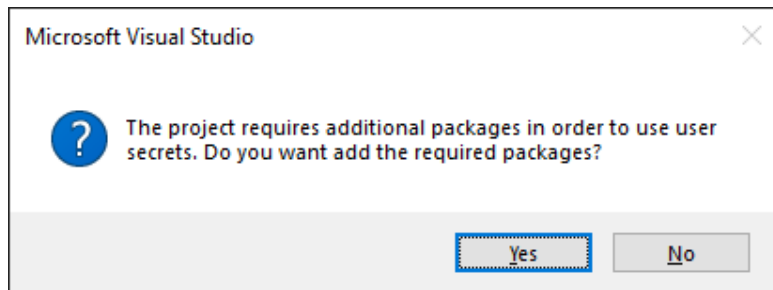 Microsoft Visual Studio
The project requires additional packages in order to use user
secrets. Do you want add the required packages?
Yes
No